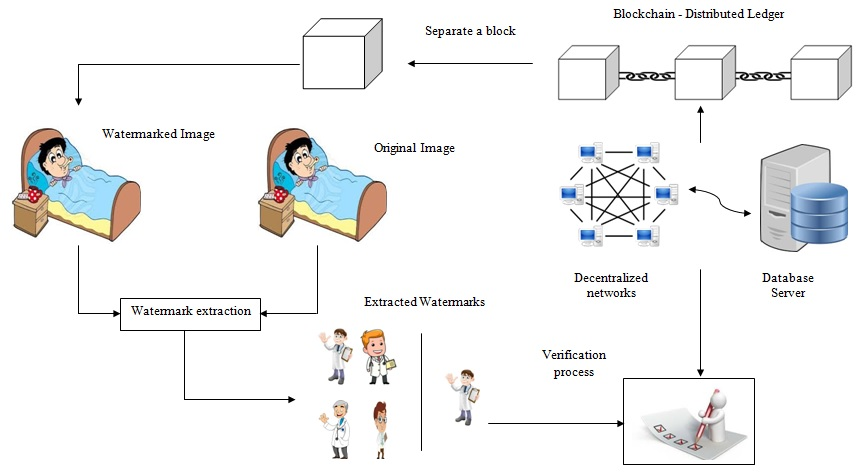 Blockchain - Distributed Ledger
Separate a block
Watermarked Image
Original Image
Decentralized
networks
Database
Server
Watermark extraction
Extracted Watermarks
Verification
process